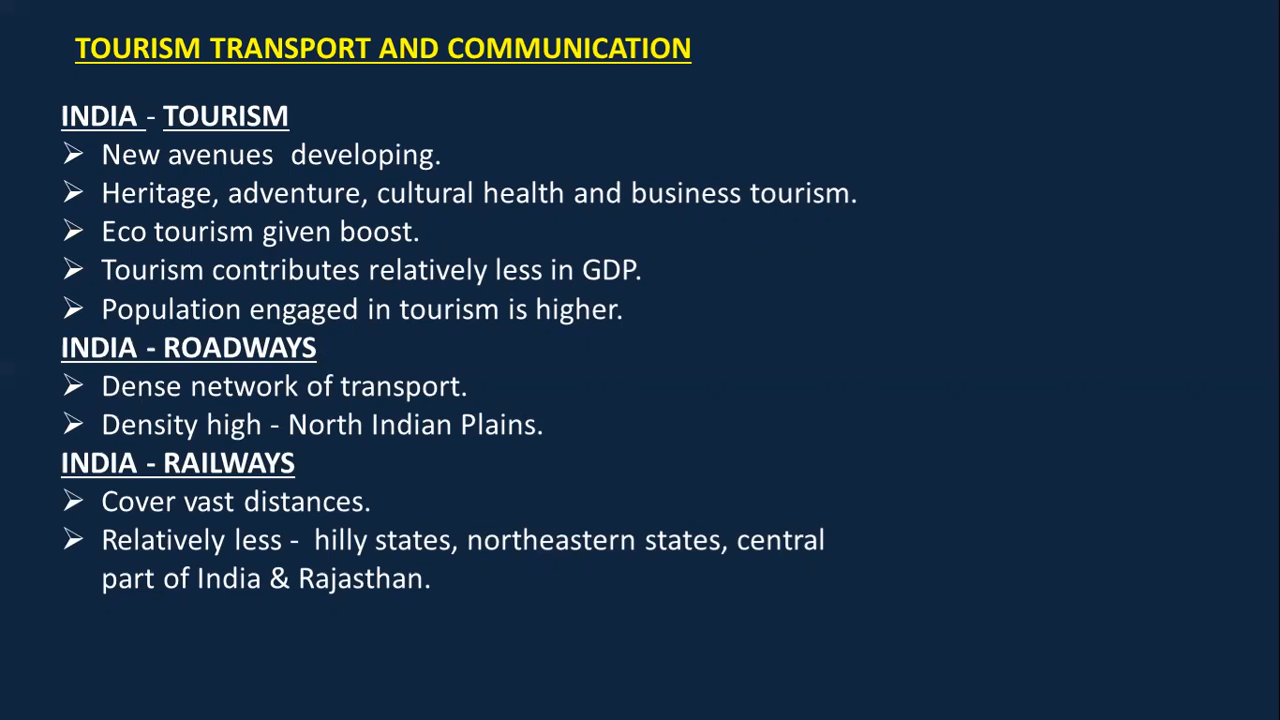 TOURISM TRANSPORT AND COMMUNICATION
INDIA - TOURISM
➢ New avenues developing.
➢ Heritage, adventure, cultural health and business tourism.
➢ Eco tourism given boost.
➢ Tourism contributes relatively less in GDP.
➢ Population engaged in tourism is higher.
INDIA - ROADWAYS
➢ Dense network of transport.
➢ Density high - North Indian Plains.
INDIA - RAILWAYS
➢ Cover vast distances.
➢ Relatively less - hilly states, northeastern states, central
part of India & Rajasthan.